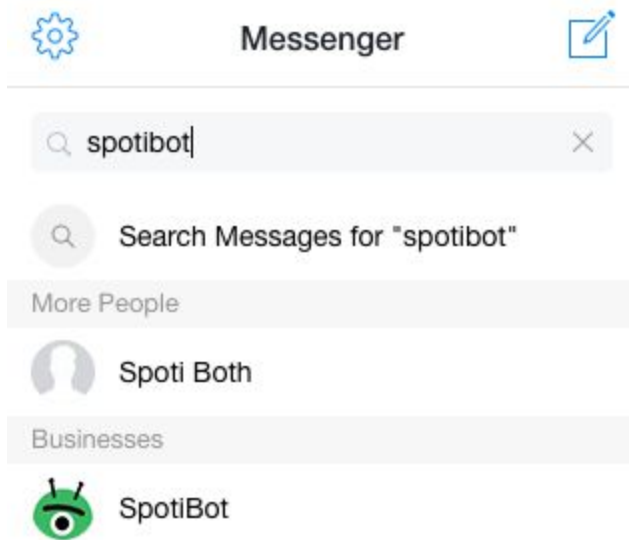 Messenger
spotibot
Search Messages for "spotibot"
More People
Spoti Both
Businesses
SpotiBot